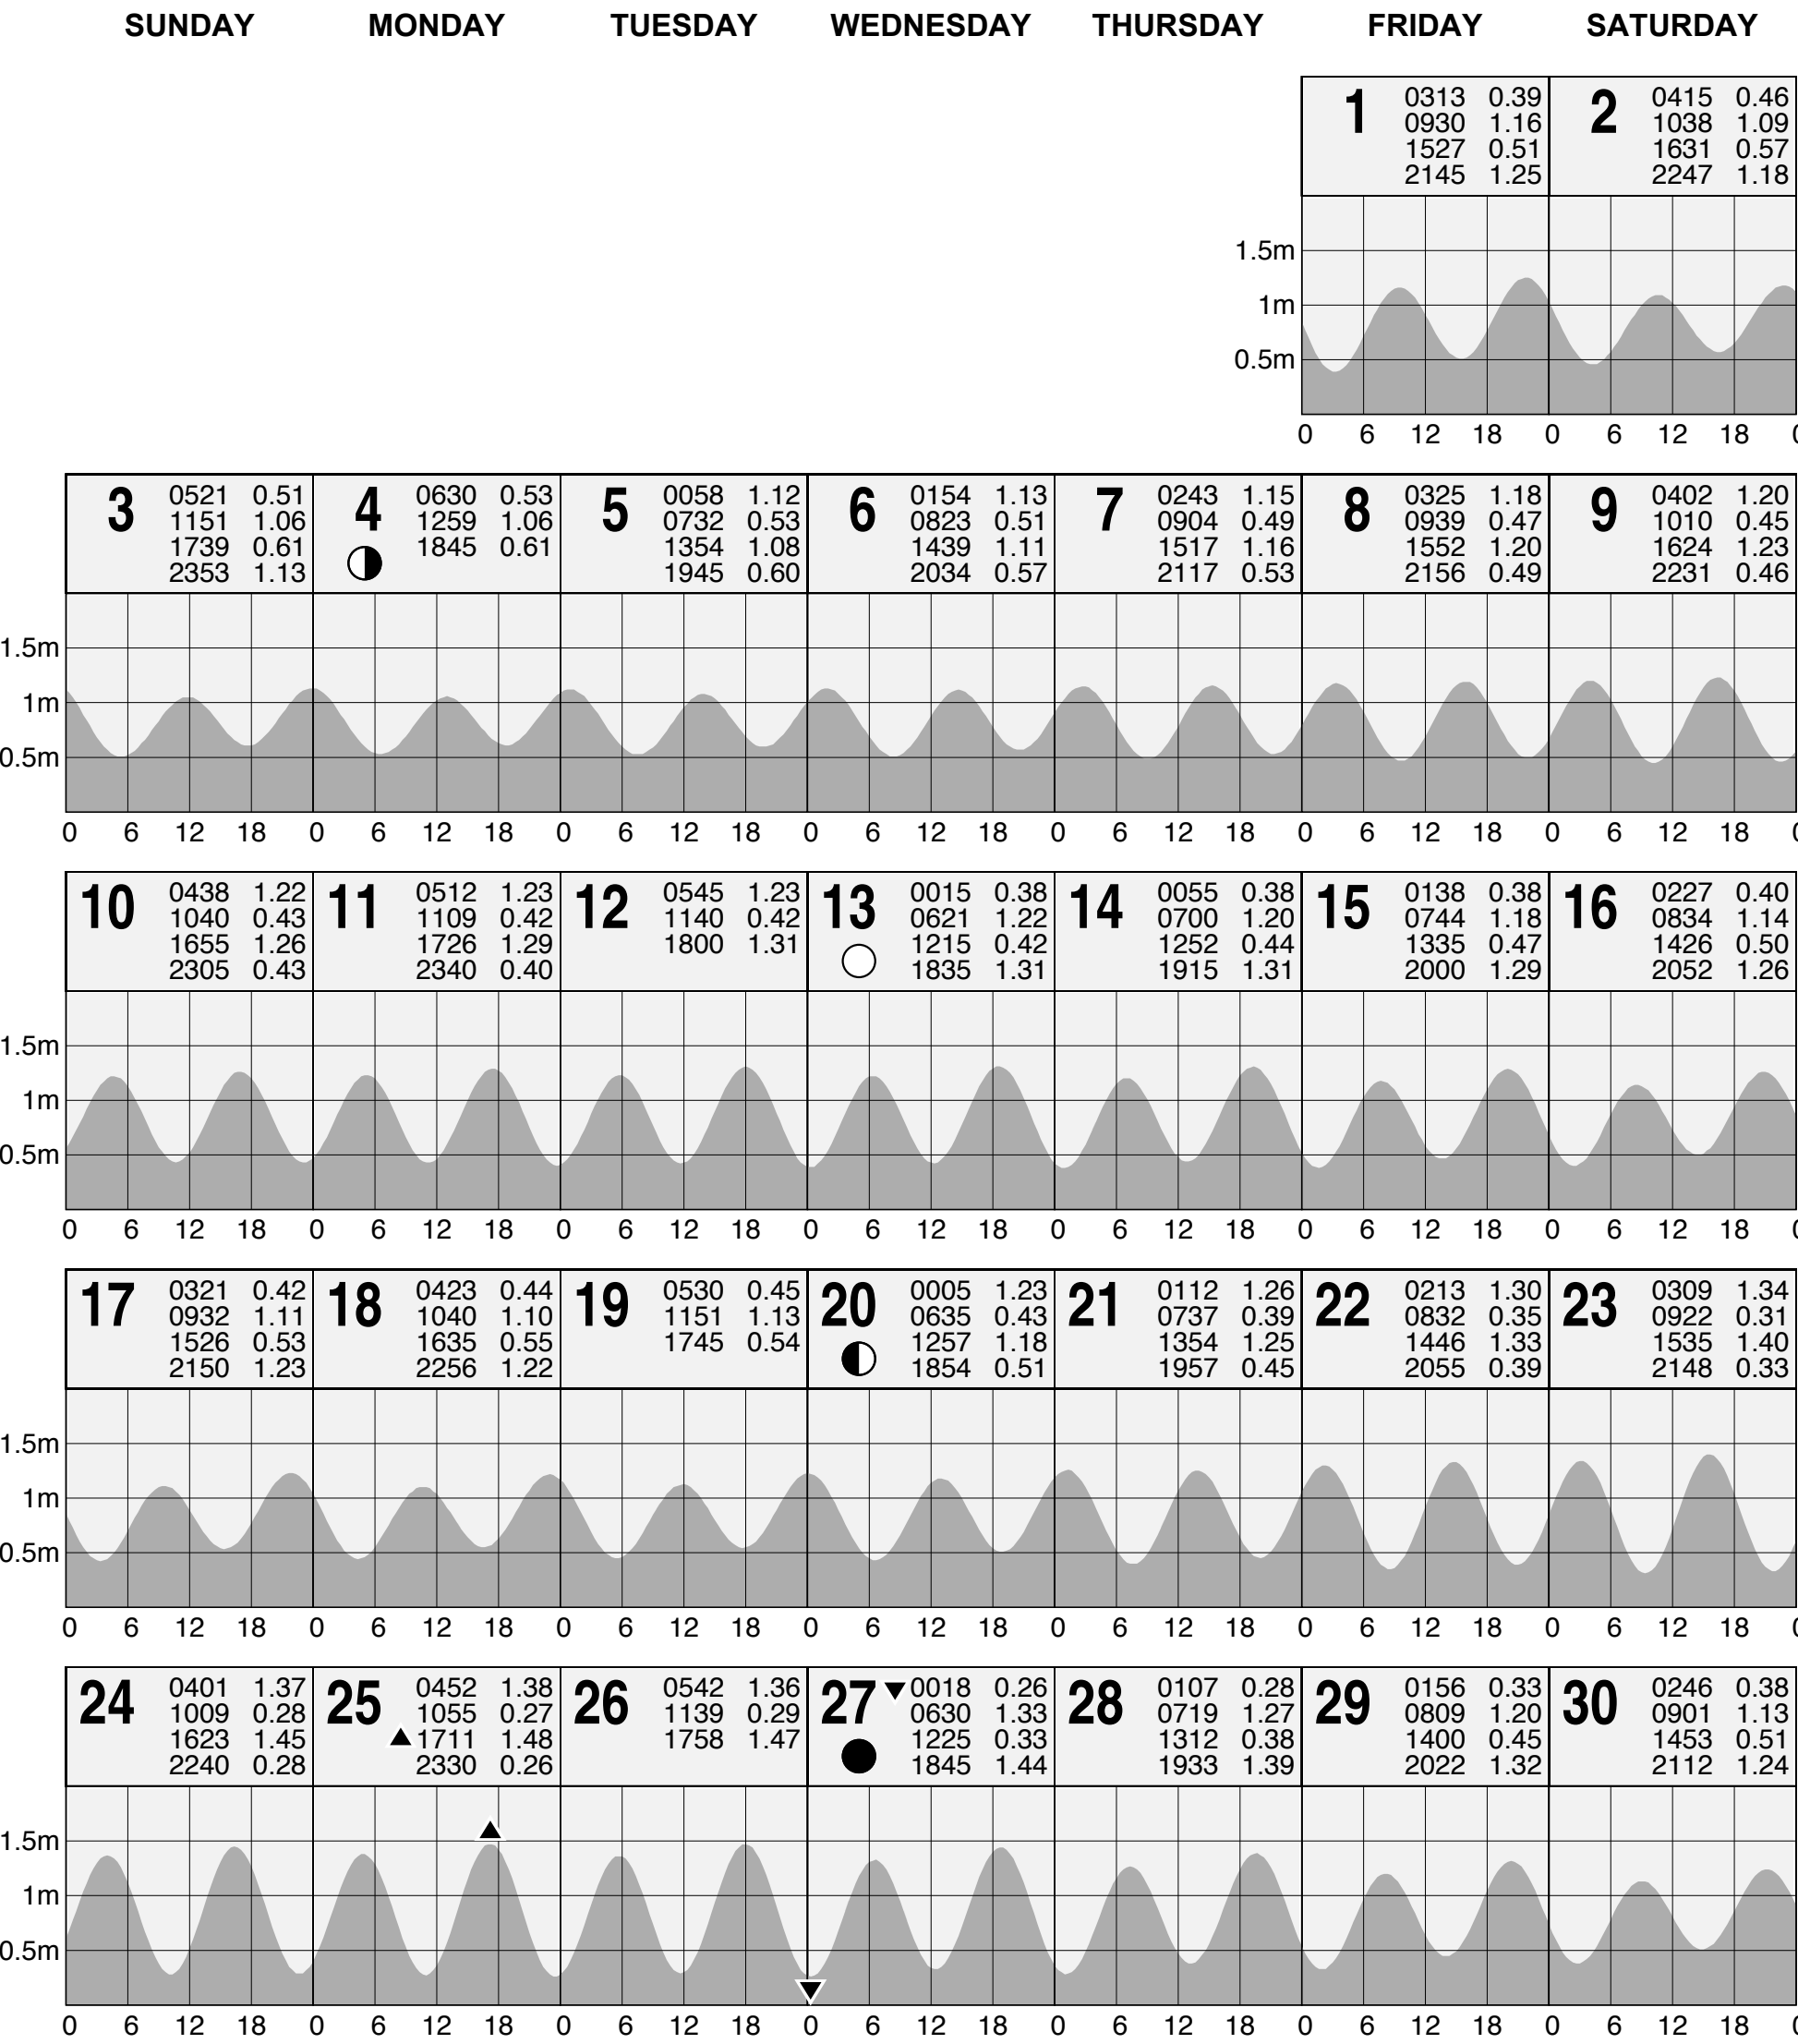 SUNDAY MONDAY TUESDAY WEDNESDAY THURSDAY FRIDAY SATURDAY
1 0313 0.39 2 0415 0.46
0930 1.16 1038 1.09
1527 0.51 1631 0.57
2145 1.25 2247 1.18
1.5m
1m
0.5m
0 6 12 18 0 6 12 18 0
3 0521 0.51 4 0630 0.53 5 0058 1.12 6 0154 1.13 7 0243 1.15 8 0325 1.18 9 0402 1.20
1151 1.06 1259 1.06 0732 0.53 0823 0.51 0904 0.49 0939 0.47 1010 0.45
1739 0.61 1845 0.61 1354 1.08 1439 1.11 1517 1.16 1552 1.20 1624 1.23
2353 1.13 1945 0.60 2034 0.57 2117 0.53 2156 0.49 2231 0.46
1.5m
1m
0.5m
0 6 12 18 0 6 12 18 0 6 12 18 0 6 12 18 0 6 12 18 0 6 12 18 0 6 12 18 0
10 0438 1.22 11 0512 1.23 12 0545 1.23 13 0015 0.38 14 0055 0.38 15 0138 0.38 16 0227 0.40
1040 0.43 1109 0.42 1140 0.42 0621 1.22 0700 1.20 0744 1.18 0834 1.14
1655 1.26 1726 1.29 1800 1.31 1215 0.42 1252 0.44 1335 0.47 1426 0.50
2305 0.43 2340 0.40 1835 1.31 1915 1.31 2000 1.29 2052 1.26
1.5m
1m
0.5m
0 6 12 18 0 6 12 18 0 6 12 18 0 6 12 18 0 6 12 18 0 6 12 18 0 6 12 18 0
17 0321 0.42 18 0423 0.44 19 0530 0.45 20 0005 1.23 21 0112 1.26 22 0213 1.30 23 0309 1.34
0932 1.11 1040 1.10 1151 1.13 0635 0.43 0737 0.39 0832 0.35 0922 0.31
1526 0.53 1635 0.55 1745 0.54 1257 1.18 1354 1.25 1446 1.33 1535 1.40
2150 1.23 2256 1.22 1854 0.51 1957 0.45 2055 0.39 2148 0.33
1.5m
1m
0.5m
0 6 12 18 0 6 12 18 0 6 12 18 0 6 12 18 0 6 12 18 0 6 12 18 0 6 12 18 0
24 0401 1.37 25 0452 1.38 26 0542 1.36 27 0018 0.26 28 0107 0.28 29 0156 0.33 30 0246 0.38
1009 0.28 1055 0.27 1139 0.29 0630 1.33 0719 1.27 0809 1.20 0901 1.13
1623 1.45 1711 1.48 1758 1.47 1225 0.33 1312 0.38 1400 0.45 1453 0.51
2240 0.28 2330 0.26 1845 1.44 1933 1.39 2022 1.32 2112 1.24
1.5m
1m
0.5m
0 6 12 18 0 6 12 18 0 6 12 18 0 6 12 18 0 6 12 18 0 6 12 18 0 6 12 18 0